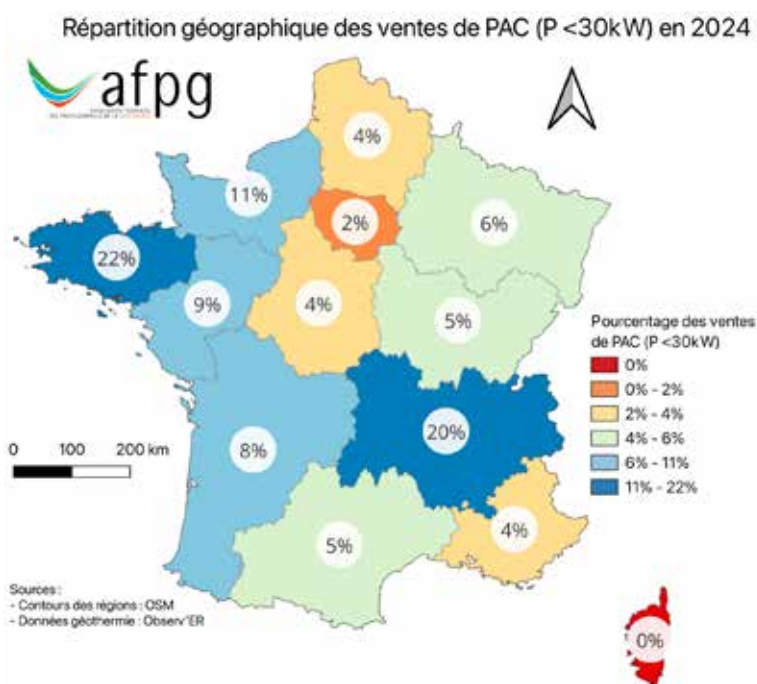 Répartition géographique des ventes de PAC (P <30kW) en 2024
afpg
4%
11%
2%
6%
22%
9%
4%
5%
Pourcentage des ventes
de PAC (P <30kW)
0%
0% - 2%
2% - 4%
4% - 6%
6% - 11%
11% - 22%
20%
8%
0 100 200 km
4%
5%
Sources :
- Contours des régions : OSM
- Données géothermie : Observ'ER
0%